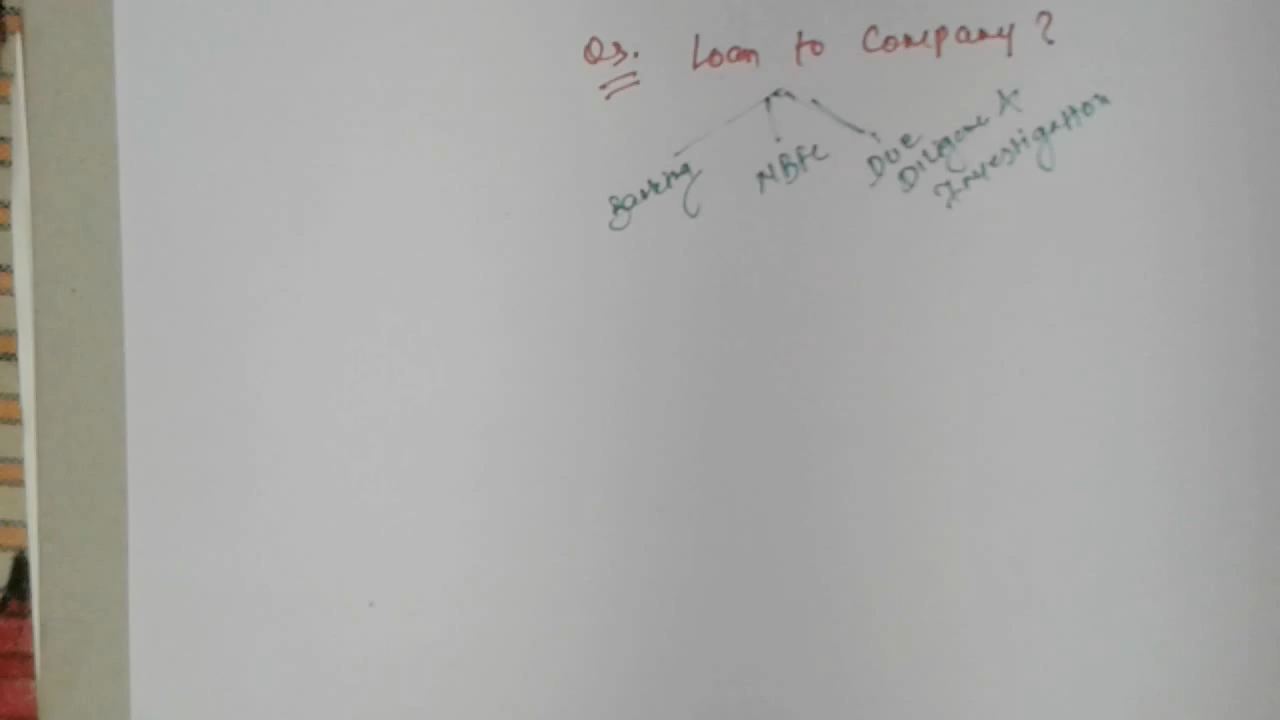 Q3. Loan to Company?
Banking
NBFC
Due
Diligence &
Investigation